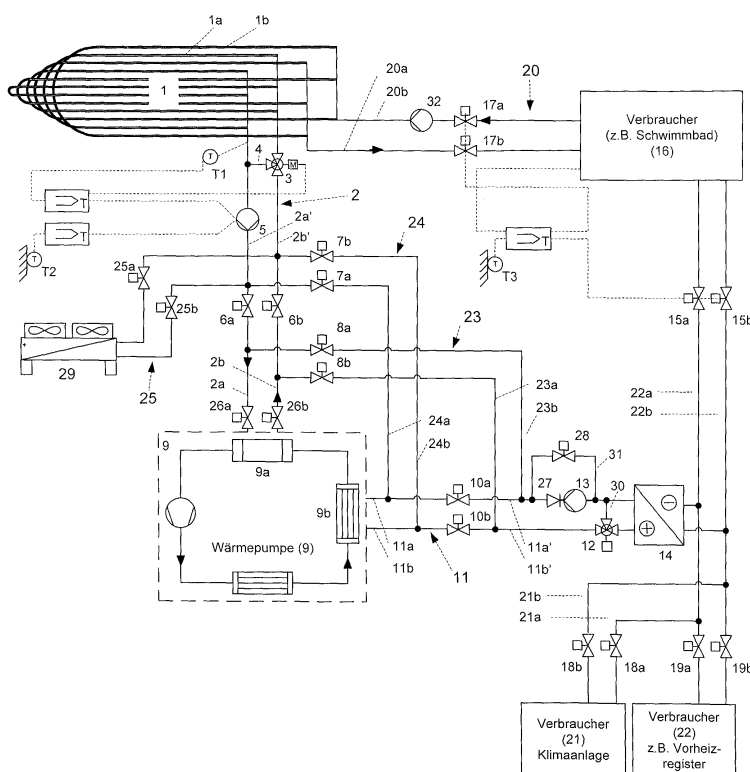 1a
1b
1
20a
20b
32
17a
20
17b
Verbraucher
(z.B. Schwimmbad)
(16)
T
T1
4
M
3
2
T
5
2a'
2b'
7b
24
T
T
T2
25a
25b
7a
T
T
T3
15a
15b
6a
6b
8a
23
8b
29
25
2b
2a
26a
26b
23a
23b
24a
24b
22a
22b
9
9a
9b
28
31
10a
27
13
30
10b
12
14
Wärmepumpe (9)
11a
11b
11
11a'
11b'
21b
21a
18b
18a
19a
19b
Verbraucher
(21)
Klimaanlage
Verbraucher
(22)
z.B. Vorheiz-
register